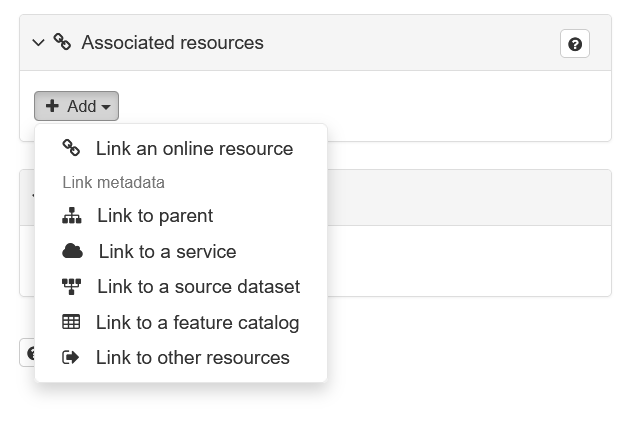 Associated resources
Add
Link an online resource
Link metadata
Link to parent
Link to a service
Link to a source dataset
Link to a feature catalog
Link to other resources